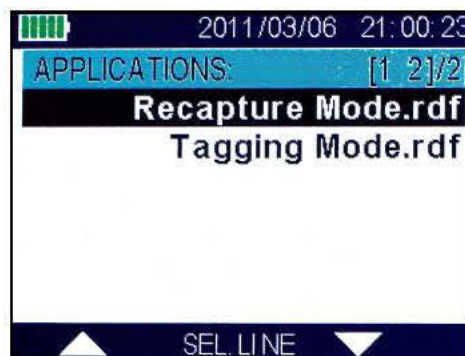 2011/03/06 21:00:23
APPLICATIONS: [1 2]/2
Recapture Mode.rdf
Tagging Mode.rdf
SEL. LINE